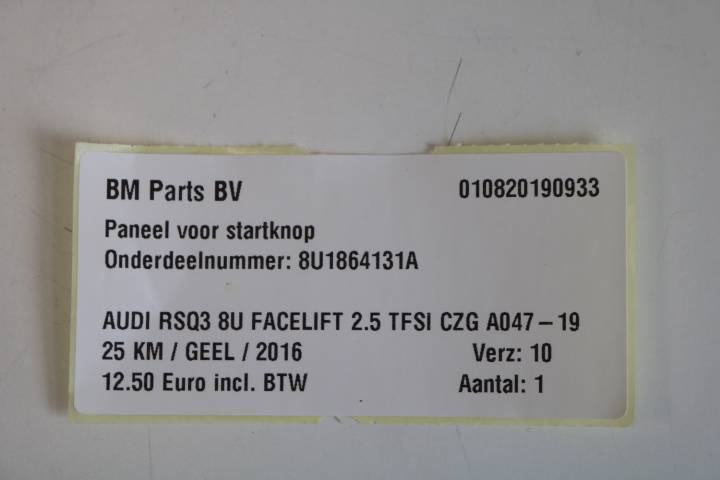 BM Parts BV 010820190933
Paneel voor startknop
Onderdeelnummer: 8U1864131A
AUDI RSQ3 8U FACELIFT 2.5 TFSI CZG A047 – 19
25 KM / GEEL / 2016 Verz: 10
12.50 Euro incl. BTW Aantal: 1